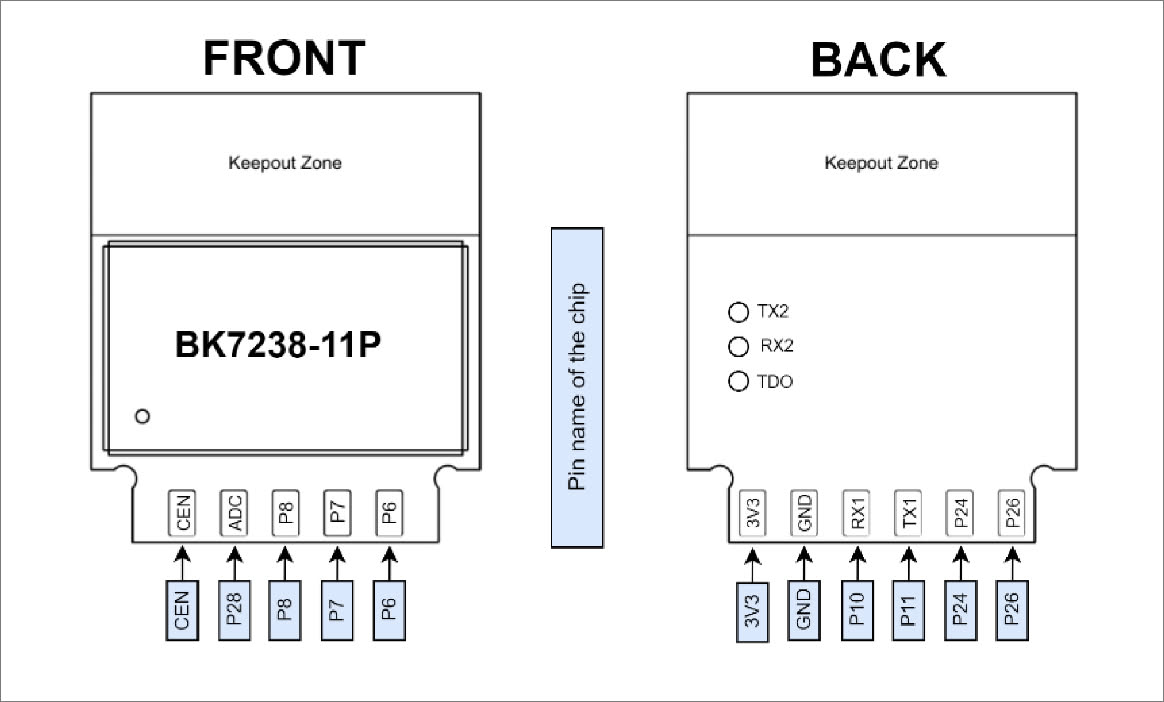 FRONT
BACK
Keepout Zone
Keepout Zone
Pin name of the chip
BK7238-11P
TX2
RX2
TDO
CEN
ADC
P8
P7
P6
3V3
GND
RX1
TX1
P24
P26
CEN
P28
P8
P7
P6
3V3
GND
P10
P11
P24
P26